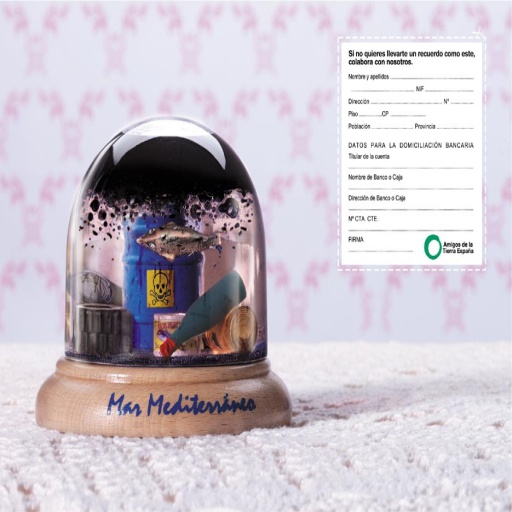 Si no quieres llevarte un recuerdo como este,
colabora con nosotros.
Nombre y apellidos
NIF
Dirección Nº
Piso CP
Población Provincia
DATOS PARA LA DOMICILIACIÓN BANCARIA
Titular de la cuenta
Nombre de Banco o Caja
Dirección de Banco o Caja
Nº CTA. CTE.
FIRMA
Amigos de la
Tierra España
Mar Mediterráneo